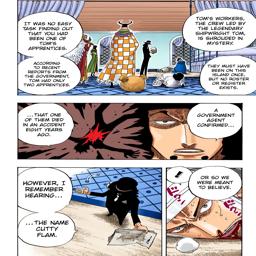 IT WAS NO EASY
TASK FINDING OUT
THAT YOU HAD
BEEN ONE OF
TOM'S
APPRENTICES.
ACCORDING
TO RECENT
REPORTS FROM
THE GOVERNMENT,
TOM HAD ONLY
TWO APPRENTICES.
TOM'S WORKERS,
THE CREW LED BY
THE LEGENDARY
SHIPWRIGHT TOM,
IS SHROUDED IN
MYSTERY.
THEY MUST HAVE
BEEN ON THIS
ISLAND ONCE,
BUT NO ROSTER OR
REGISTER
EXISTS.
...THAT ONE
OF THEM DIED
IN AN ACCIDENT
EIGHT YEARS
AGO.
A
GOVERNMENT
AGENT
CONFIRMED...
HOWEVER, I
REMEMBER
HEARING...
...THE NAME
CUTTY
FLAM.
OR SO WE
WERE MEANT
TO BELIEVE.